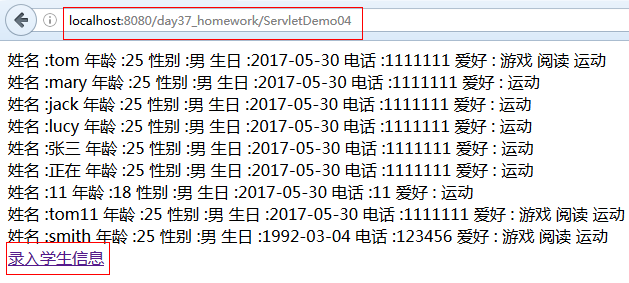 localhost:8080/day37_homework/ServletDemo04
姓名 :tom 年龄 :25 性别 :男 生日 :2017-05-30 电话 :1111111 爱好 : 游戏 阅读 运动
姓名 :mary 年龄 :25 性别 :男 生日 :2017-05-30 电话 :1111111 爱好 : 运动
姓名 :jack 年龄 :25 性别 :男 生日 :2017-05-30 电话 :1111111 爱好 : 运动
姓名 :lucy 年龄 :25 性别 :男 生日 :2017-05-30 电话 :1111111 爱好 : 运动
姓名 :张三 年龄 :25 性别 :男 生日 :2017-05-30 电话 :1111111 爱好 : 运动
姓名 :正在 年龄 :25 性别 :男 生日 :2017-05-30 电话 :1111111 爱好 : 运动
姓名 :11 年龄 :18 性别 :男 生日 :2017-05-30 电话 :11 爱好 : 运动
姓名 :tom11 年龄 :25 性别 :男 生日 :2017-05-30 电话 :1111111 爱好 : 游戏 阅读 运动
姓名 :smith 年龄 :25 性别 :男 生日 :1992-03-04 电话 :123456 爱好 : 游戏 阅读 运动
录入学生信息